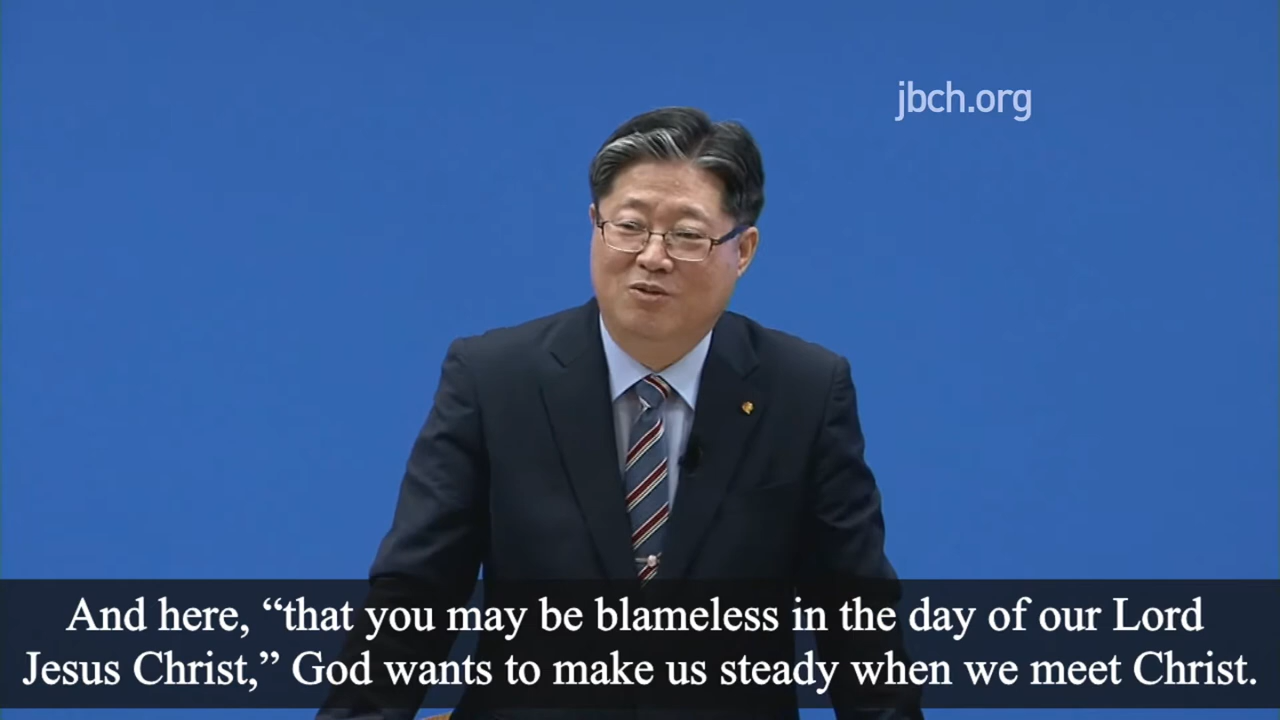 jbch.org
And here, “that you may be blameless in the day of our Lord
Jesus Christ,” God wants to make us steady when we meet Christ.